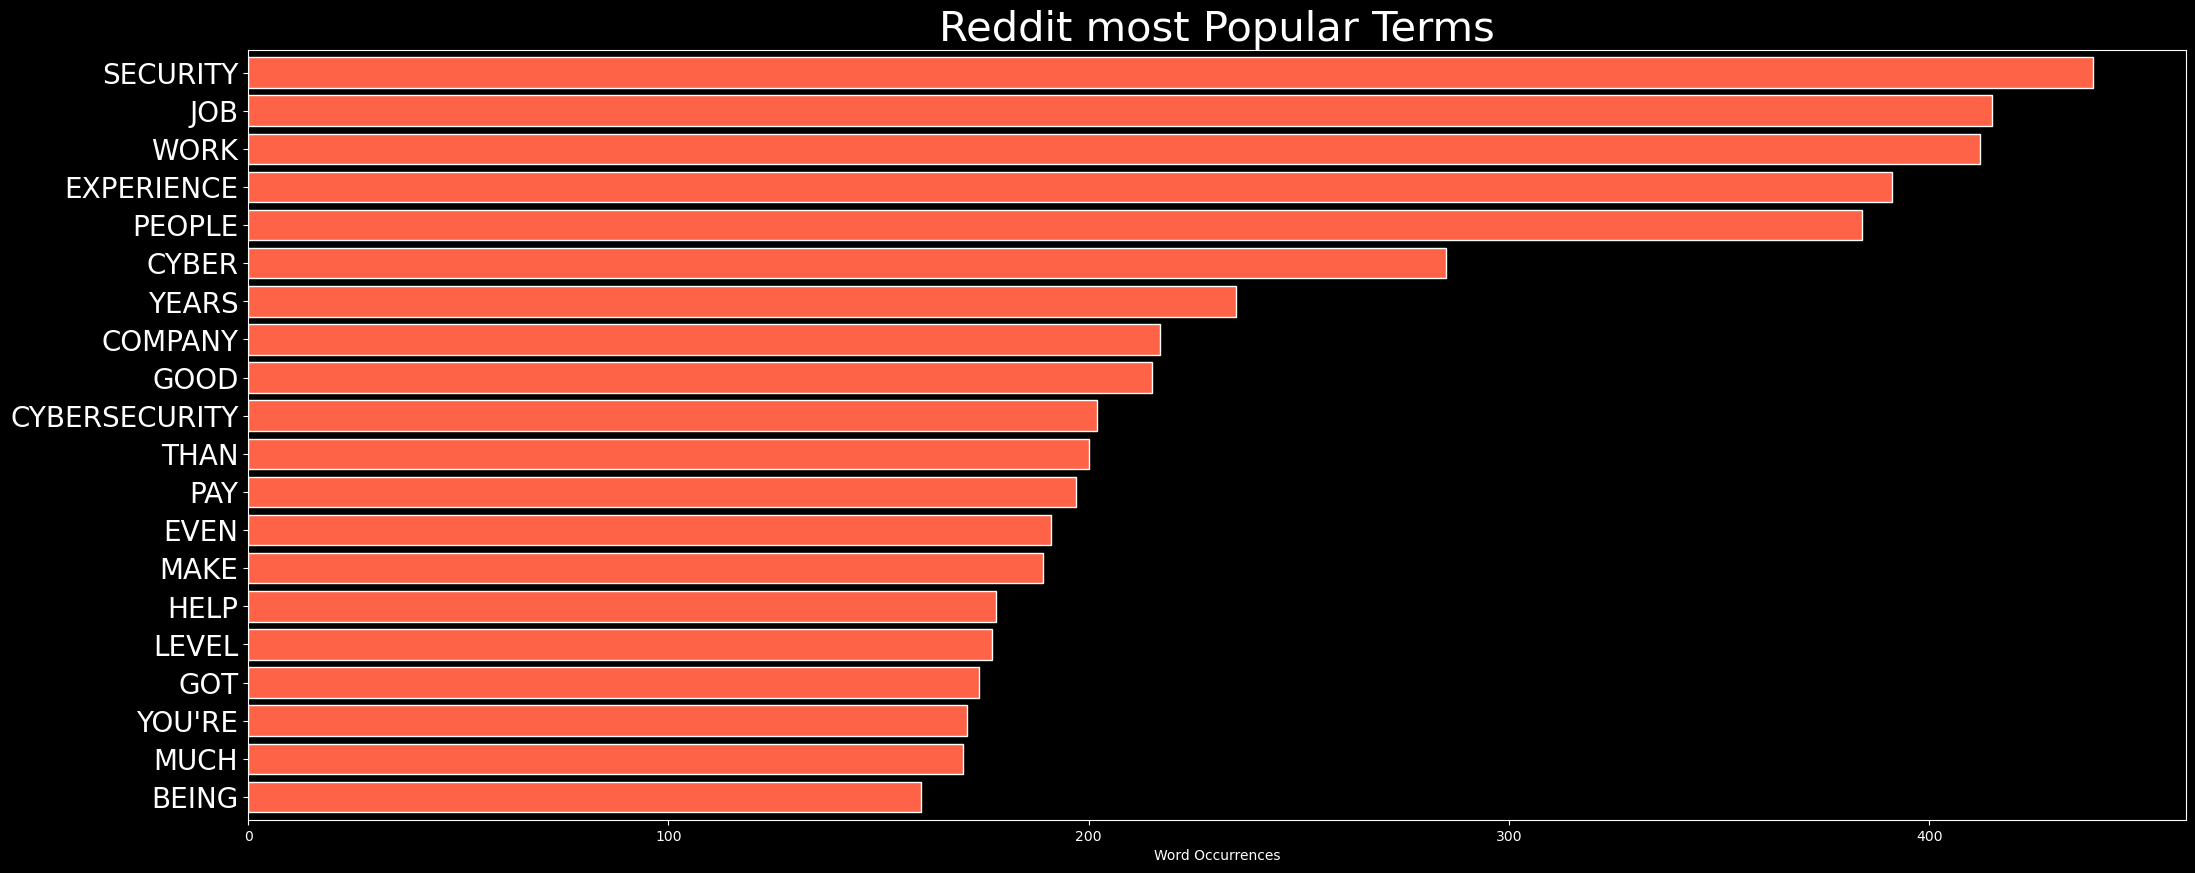 Reddit most Popular Terms
SECURITY
JOB
WORK
EXPERIENCE
PEOPLE
CYBER
YEARS
COMPANY
GOOD
CYBERSECURITY
THAN
PAY
EVEN
MAKE
HELP
LEVEL
GOT
YOU'RE
MUCH
BEING
0 100 200 300 400
Word Occurrences